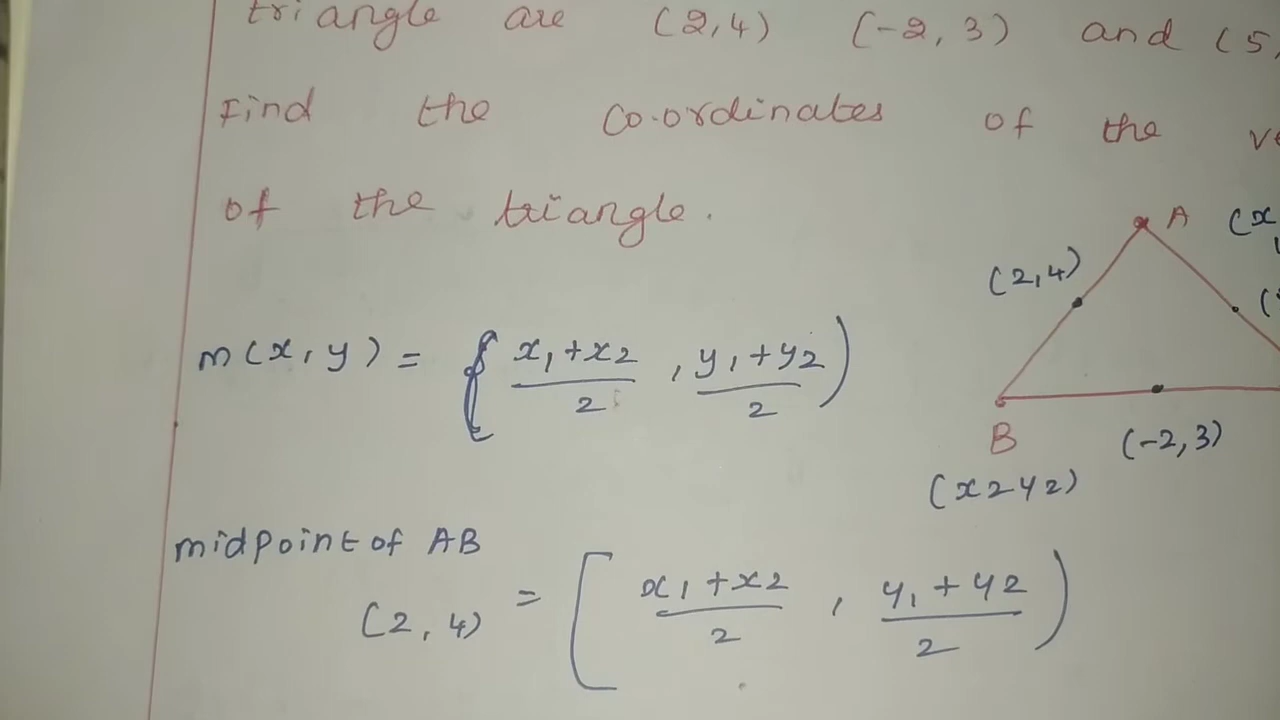 triangle are (2,4) (-2, 3) and (5,
Find the co.ordinates of the
of the triangle.
A
(x
(2,4)
m(x, y) = { x1+x2/2 , y1+y2/2 )
B
(-2,3)
(x2 y2)
midpoint of AB
(2, 4) = [ x1+x2/2 , y1+y2/2 )